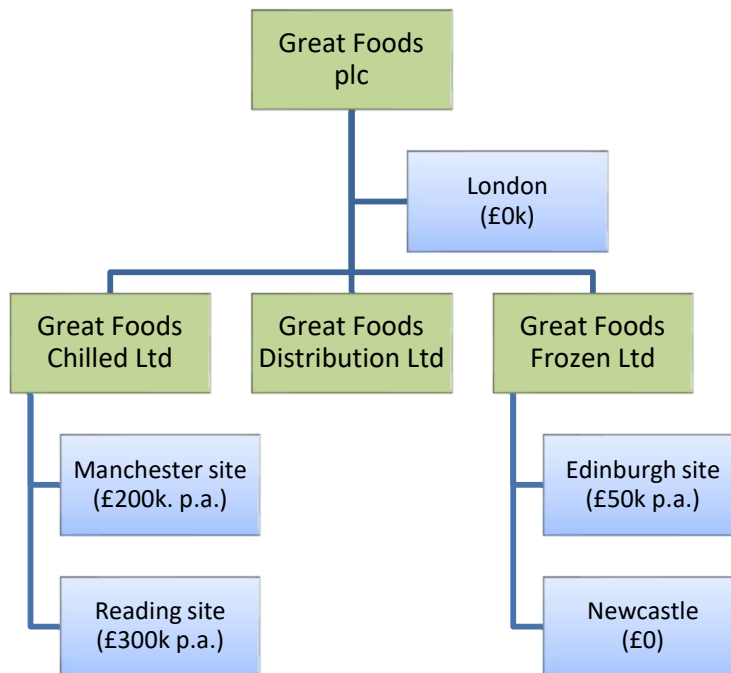 Great Foods
plc
London
(£0k)
Great Foods
Chilled Ltd
Great Foods
Distribution Ltd
Great Foods
Frozen Ltd
Manchester site
(£200k. p.a.)
Edinburgh site
(£50k p.a.)
Reading site
(£300k p.a.)
Newcastle
(£0)